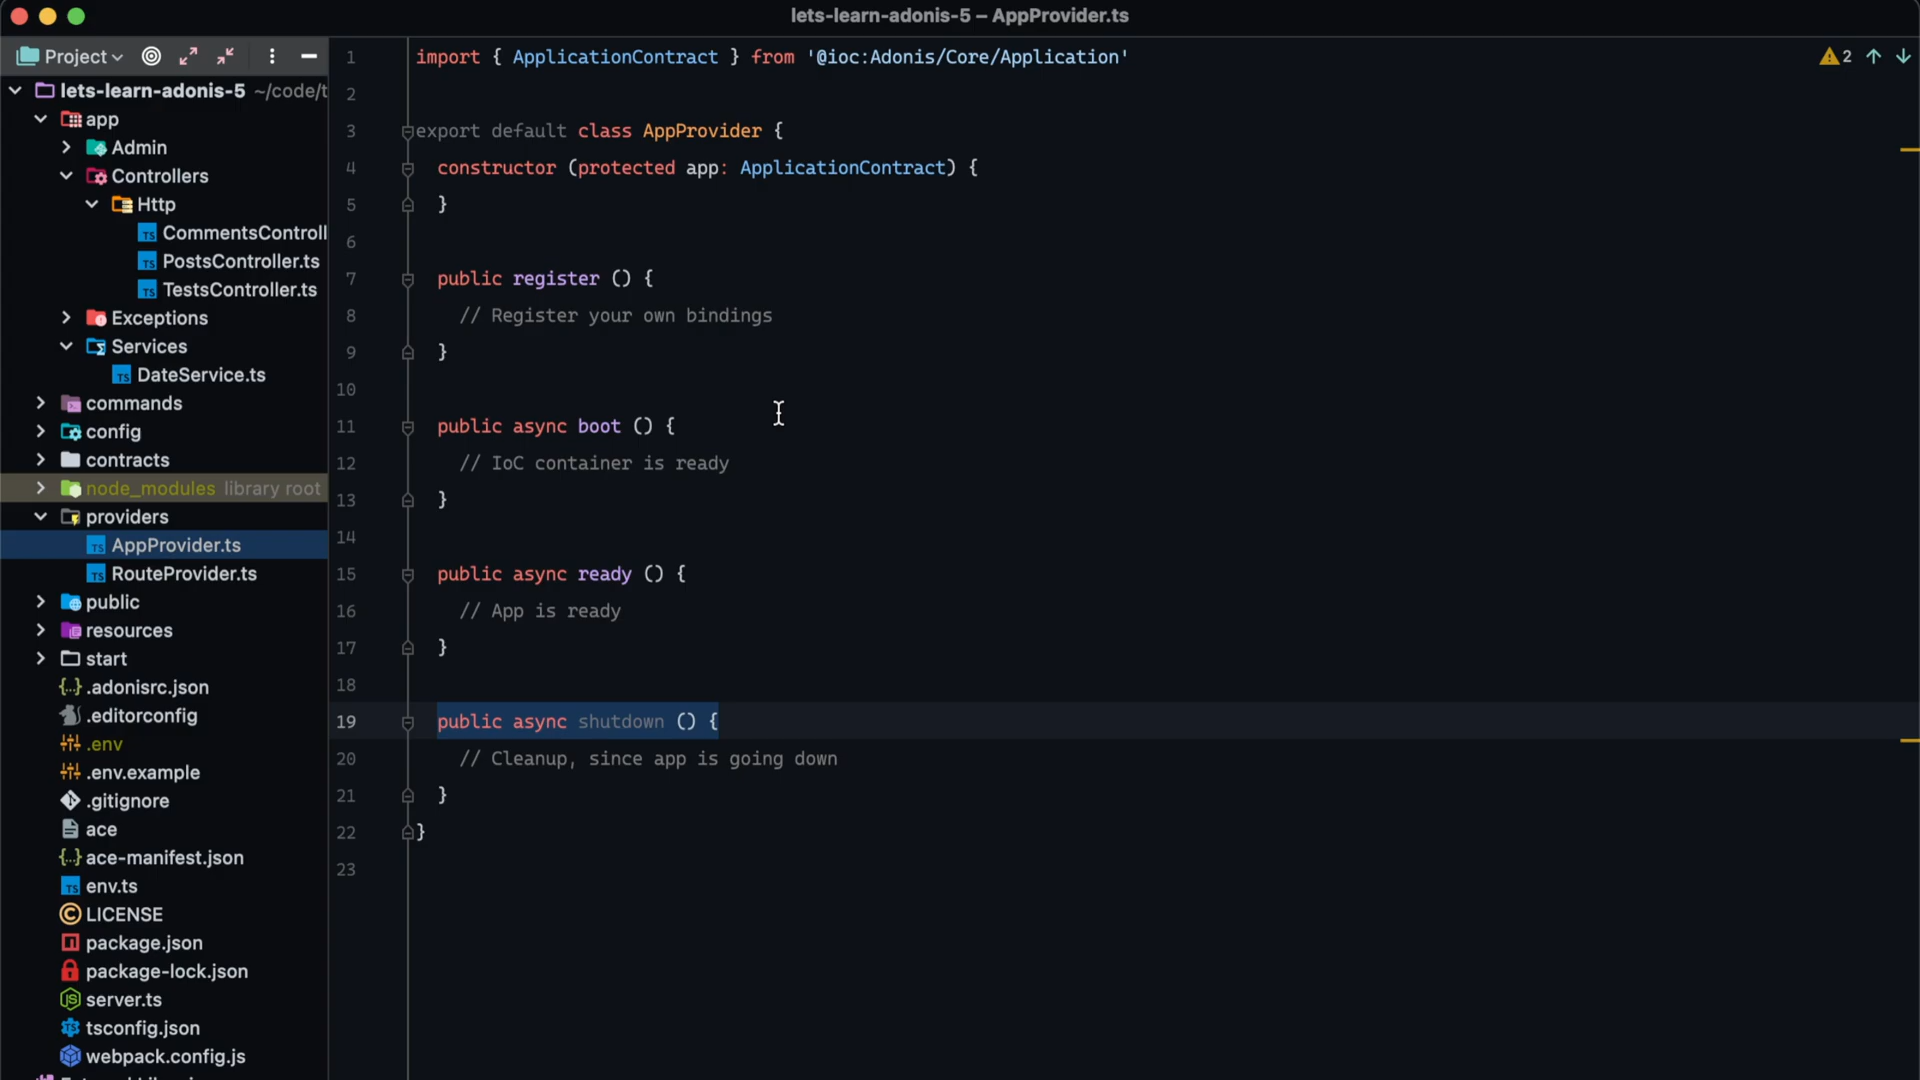 lets-learn-adonis-5 – AppProvider.ts
Project
lets-learn-adonis-5 ~/code/t
app
Admin
Controllers
Http
CommentsControll
PostsController.ts
TestsController.ts
Exceptions
Services
DateService.ts
commands
config
contracts
node_modules library root
providers
AppProvider.ts
RouteProvider.ts
public
resources
start
.adonisrc.json
.editorconfig
.env
.env.example
.gitignore
ace
ace-manifest.json
env.ts
LICENSE
package.json
package-lock.json
server.ts
tsconfig.json
webpack.config.js
1 import { ApplicationContract } from '@ioc:Adonis/Core/Application'
2
3 export default class AppProvider {
4 constructor (protected app: ApplicationContract) {
5 }
6
7 public register () {
8 // Register your own bindings
9 }
10
11 public async boot () {
12 // IoC container is ready
13 }
14
15 public async ready () {
16 // App is ready
17 }
18
19 public async shutdown () {
20 // Cleanup, since app is going down
21 }
22 }
23
2